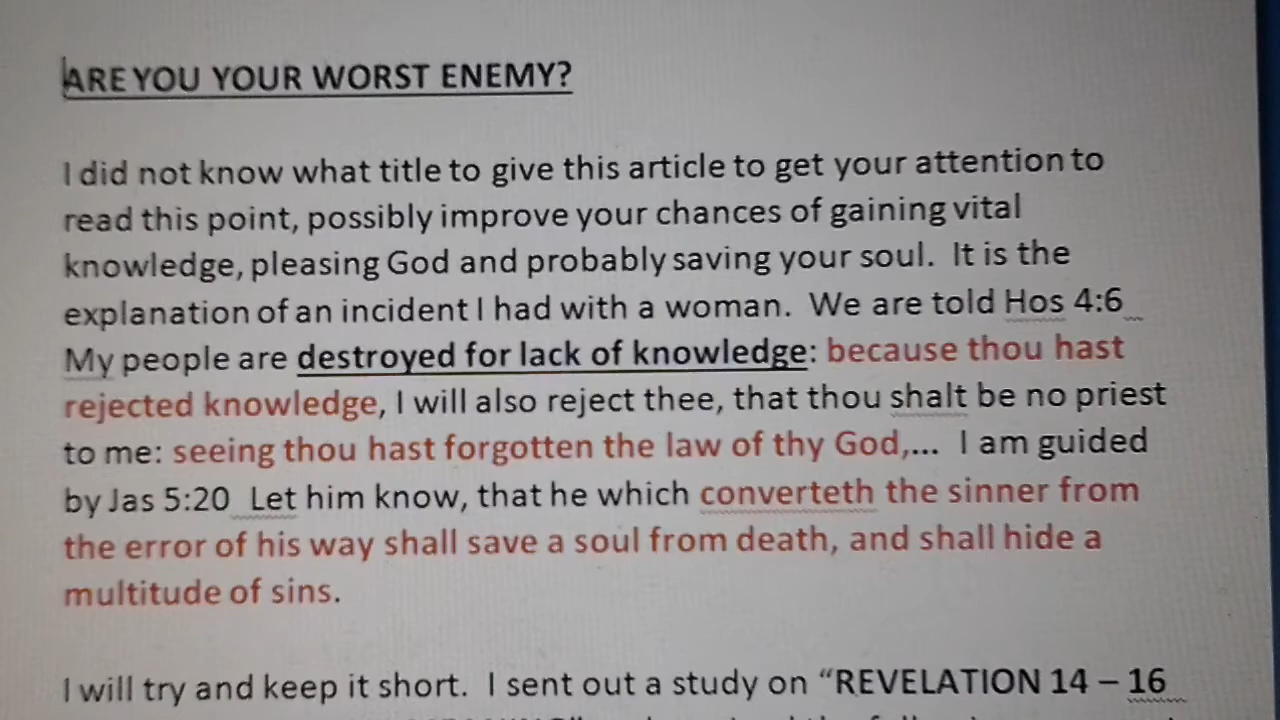 ARE YOU YOUR WORST ENEMY?
I did not know what title to give this article to get your attention to
read this point, possibly improve your chances of gaining vital
knowledge, pleasing God and probably saving your soul.  It is the
explanation of an incident I had with a woman.  We are told Hos 4:6
My people are destroyed for lack of knowledge: because thou hast
rejected knowledge, I will also reject thee, that thou shalt be no priest
to me: seeing thou hast forgotten the law of thy God,...  I am guided
by Jas 5:20  Let him know, that he which converteth the sinner from
the error of his way shall save a soul from death, and shall hide a
multitude of sins.
I will try and keep it short.  I sent out a study on “REVELATION 14 – 16